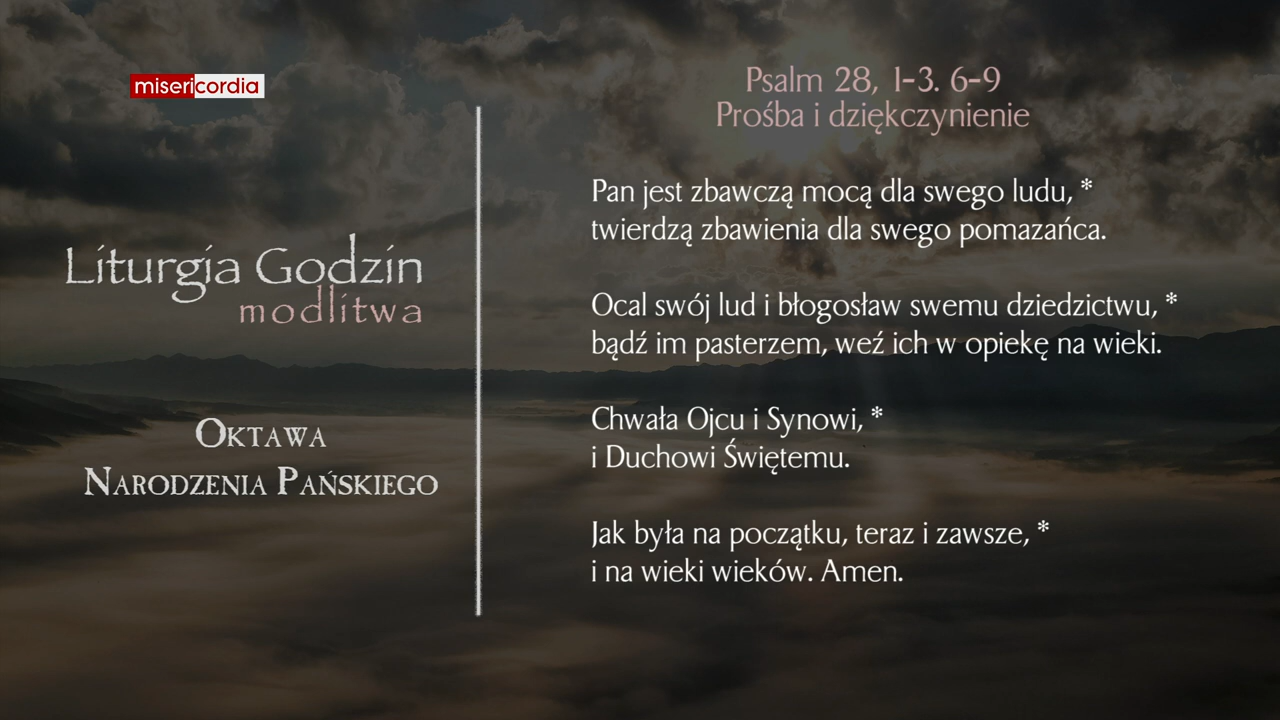 misericordia
Liturgia Godzin
modlitwa
Oktawa
Narodzenia Pańskiego
Psalm 28, 1-3. 6-9
Prośba i dziękczynienie
Pan jest zbawczą mocą dla swego ludu, *
twierdzą zbawienia dla swego pomazańca.
Ocal swój lud i błogosław swemu dziedzictwu, *
bądź im pasterzem, weź ich w opiekę na wieki.
Chwała Ojcu i Synowi, *
i Duchowi Świętemu.
Jak była na początku, teraz i zawsze, *
i na wieki wieków. Amen.